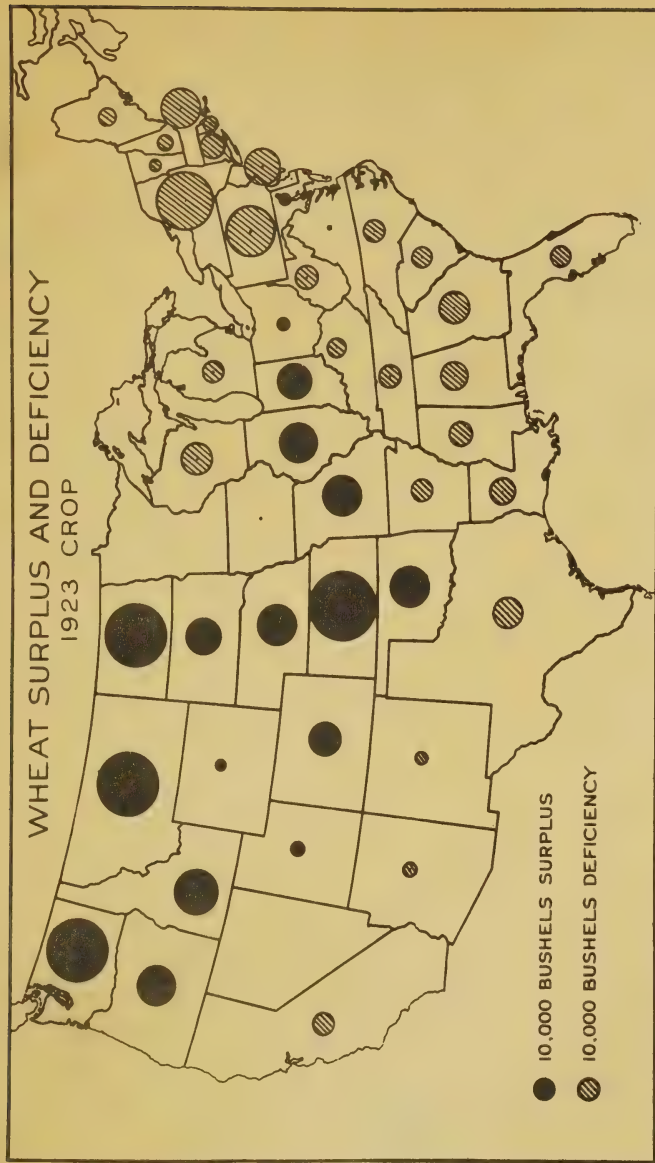 WHEAT SURPLUS AND DEFICIENCY
1923 CROP
10,000 BUSHELS SURPLUS
10,000 BUSHELS DEFICIENCY